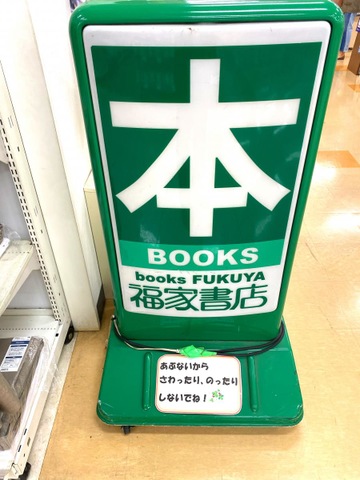 本
BOOKS
books FUKUYA
福家書店
あぶないから
さわったり、のったり
しないでね！